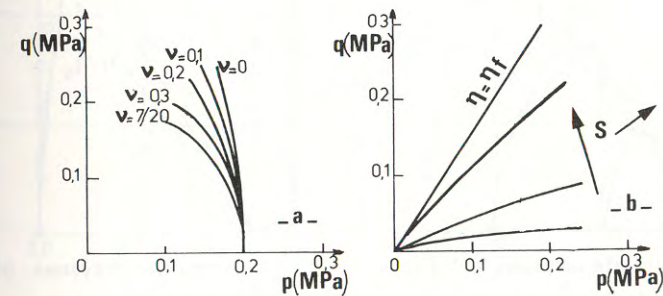 0,3
q(MPa)
ν=0,1
ν=0,2
ν=0
0,2
ν=0,3
ν=7/20
0,1
_a_
0
0,1
0,2
0,3
p(MPa)
0,3
q(MPa)
η=ηf
0,2
S
0,1
_b_
0
0,1
0,2
0,3
p(MPa)